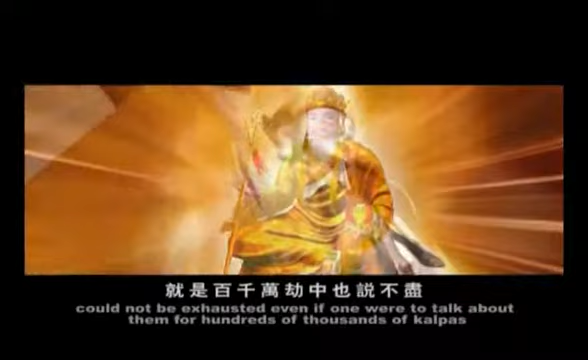 就是百千萬劫中也説不盡
could not be exhausted even if one were to talk about
them for hundreds of thousands of kalpas